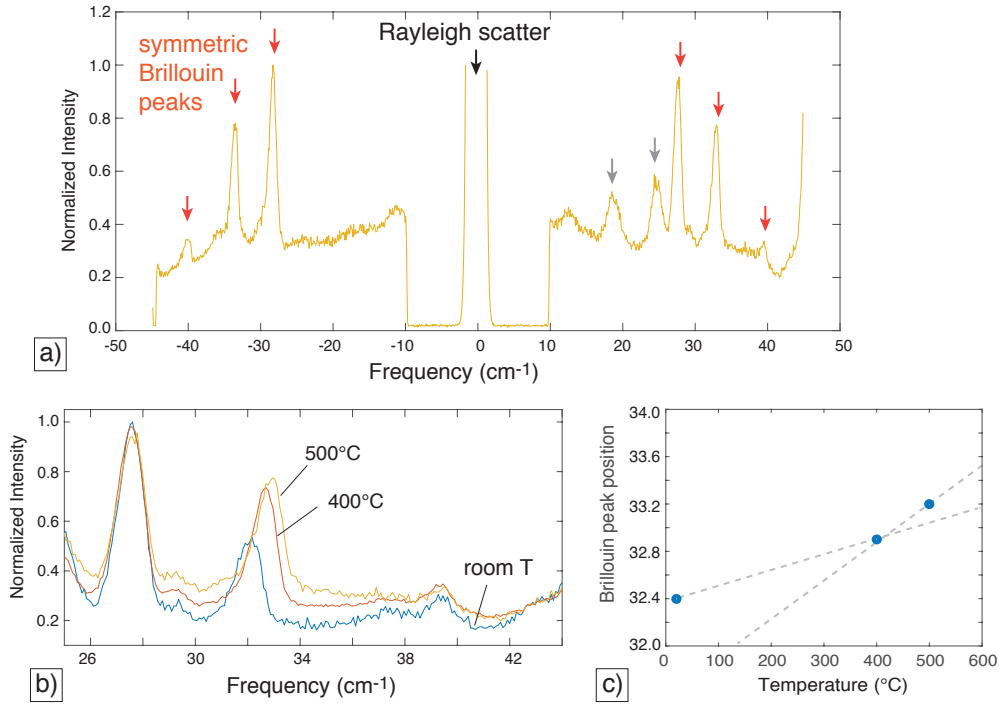 1.2
Rayleigh scatter
symmetric
Brillouin
peaks
1.0
0.8
0.6
0.4
0.2
0.0
Normalized Intensity
-50 -40 -30 -20 -10 0 10 20 30 40 50
Frequency (cm-1)
a)
1.0
0.8
0.6
0.4
0.2
Normalized Intensity
500°C
400°C
room T
26 30 34 38 42
Frequency (cm-1)
b)
34.0
33.6
33.2
32.8
32.4
32.0
Brillouin peak position
0 100 200 300 400 500 600
Temperature (°C)
c)